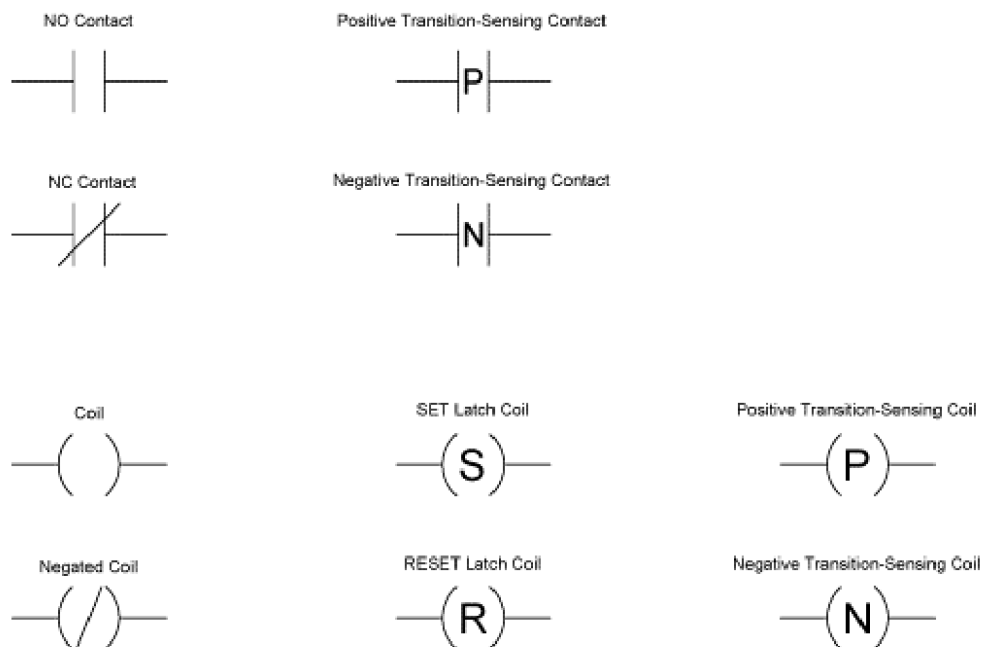 NO Contact
Positive Transition-Sensing Contact
P
NC Contact
Negative Transition-Sensing Contact
N
Coil
SET Latch Coil
Positive Transition-Sensing Coil
S
P
Negated Coil
RESET Latch Coil
Negative Transition-Sensing Coil
R
N